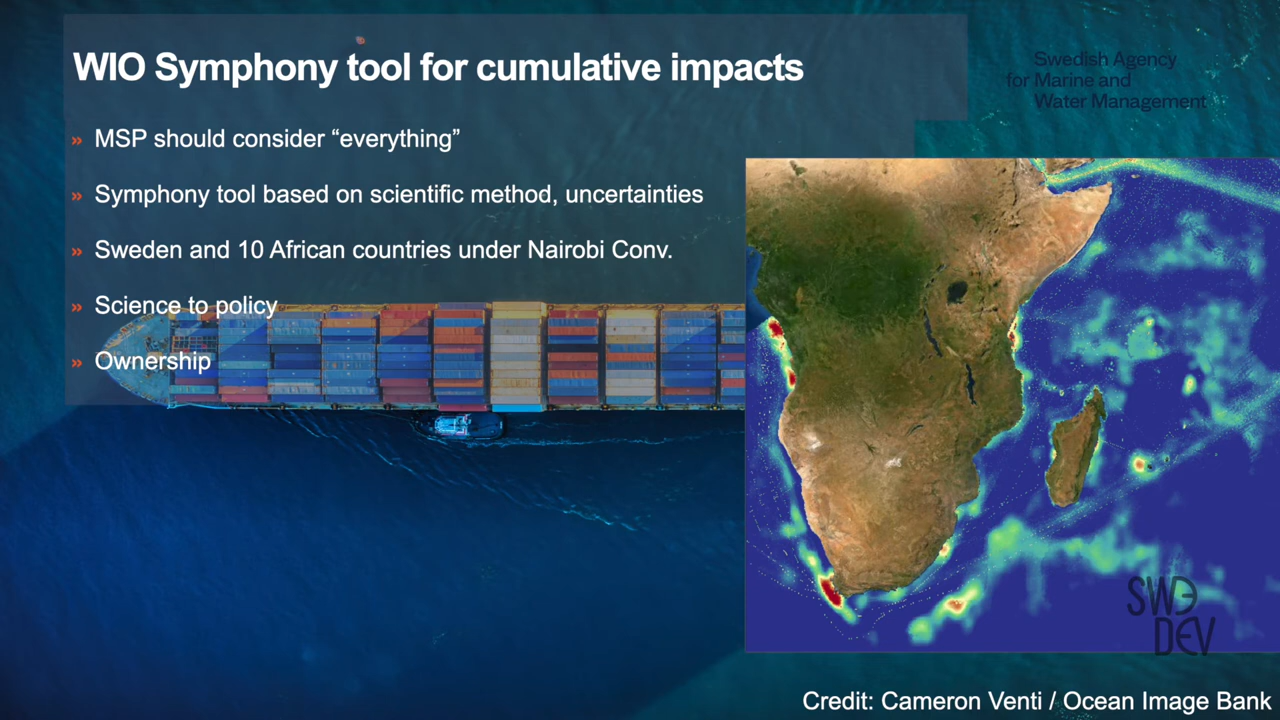 WIO Symphony tool for cumulative impacts
Swedish Agency
for Marine and
Water Management
» MSP should consider “everything”
» Symphony tool based on scientific method, uncertainties
» Sweden and 10 African countries under Nairobi Conv.
» Science to policy
» Ownership
SWE
DEV
Credit: Cameron Venti / Ocean Image Bank